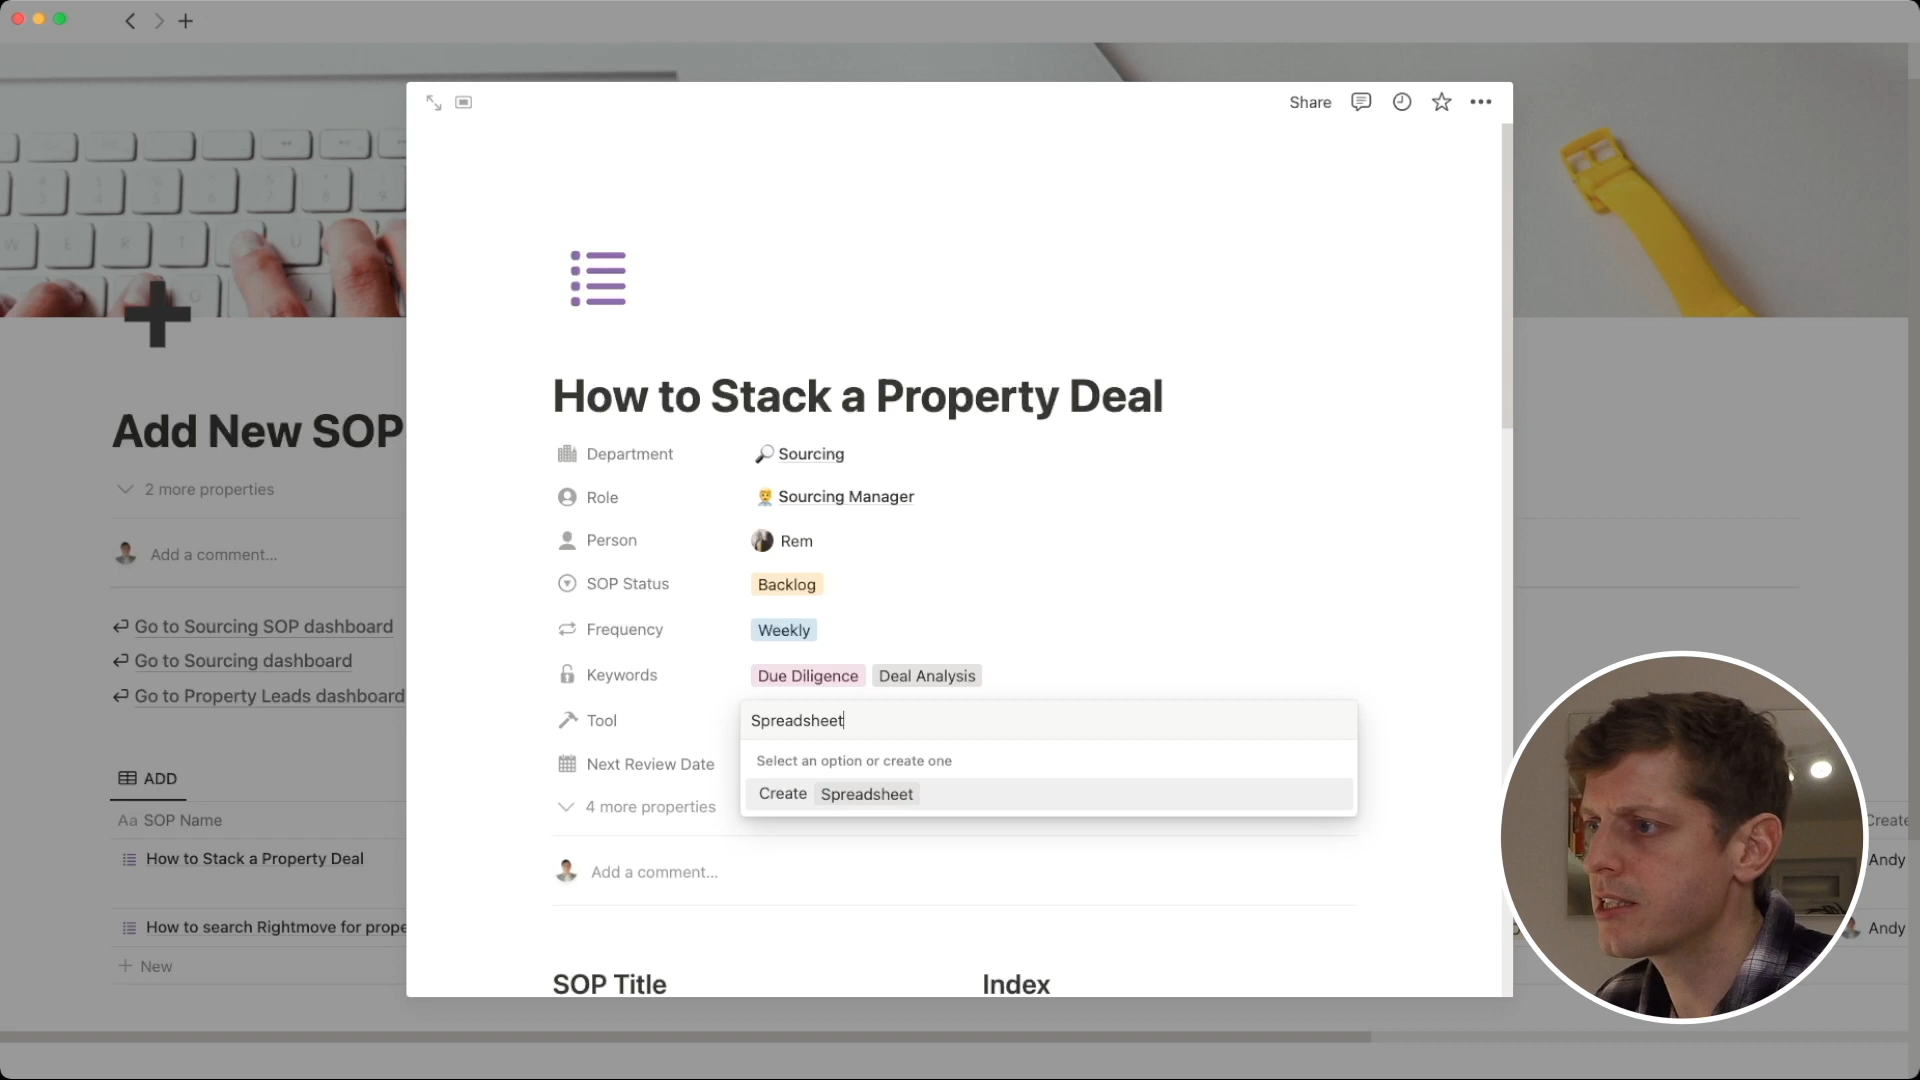 Share
How to Stack a Property Deal
Department
Sourcing
Role
Sourcing Manager
Person
Rem
SOP Status
Backlog
Frequency
Weekly
Keywords
Due Diligence Deal Analysis
Tool
Spreadsheet
Select an option or create one
Create Spreadsheet
Next Review Date
4 more properties
Add a comment...
SOP Title
Index
Add New SOP
2 more properties
Add a comment...
Go to Sourcing SOP dashboard
Go to Sourcing dashboard
Go to Property Leads dashboard
ADD
Aa SOP Name
How to Stack a Property Deal
How to search Rightmove for prope
New
Create
Andy
Andy